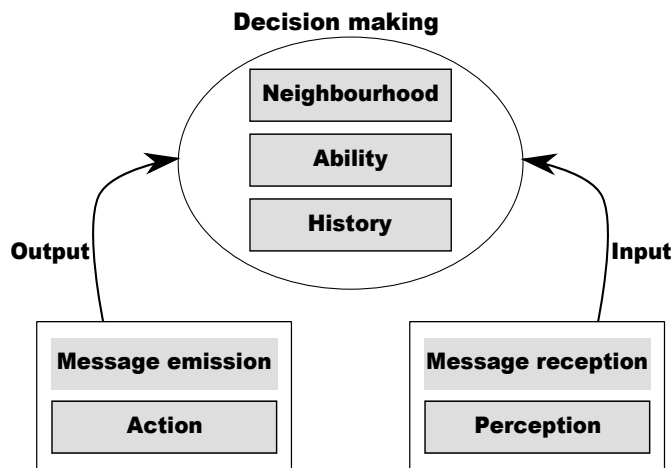 Decision making
Neighbourhood
Ability
History
Output
Input
Message emission
Action
Message reception
Perception